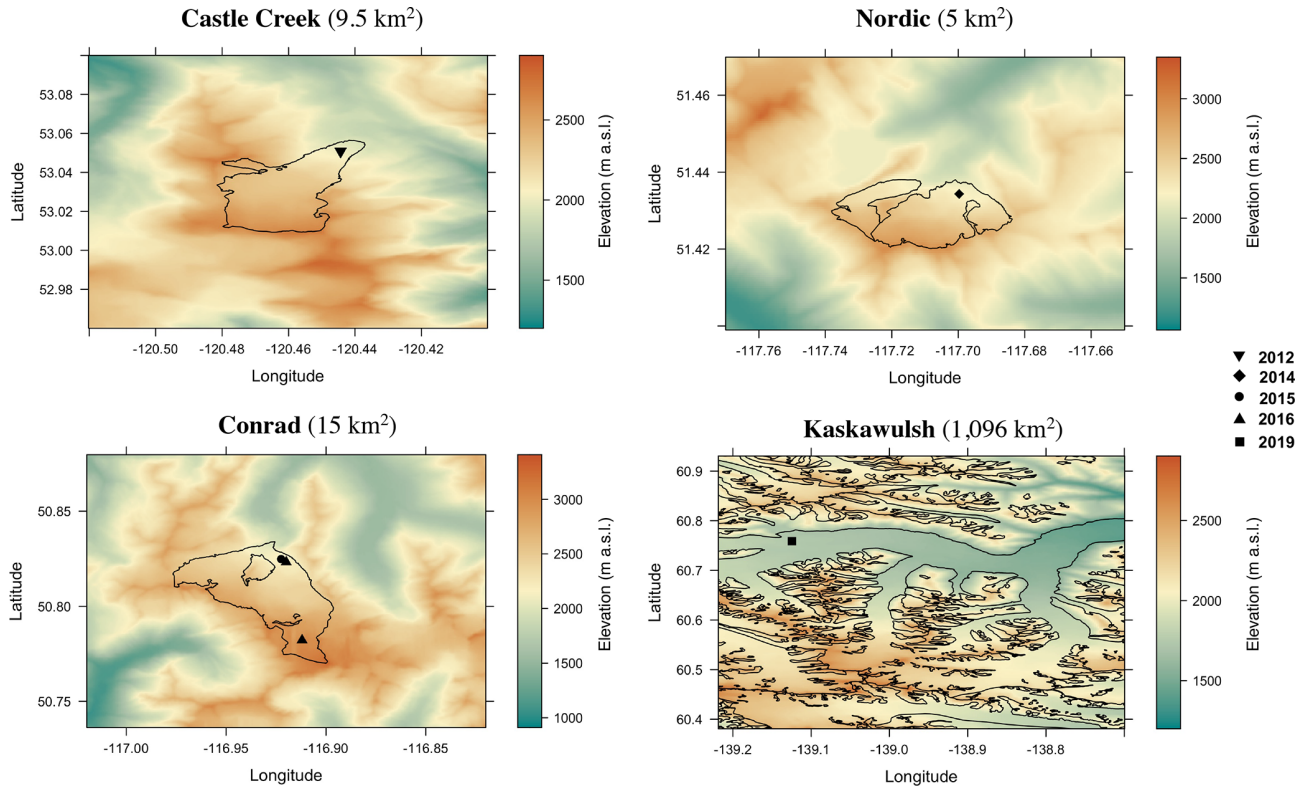 Castle Creek (9.5 km²)
53.08
53.06
53.04
53.02
53.00
52.98
Latitude
-120.50 -120.48 -120.46 -120.44 -120.42
Longitude
2500
2000
1500
Elevation (m a.s.l.)
Nordic (5 km²)
51.46
51.44
51.42
Latitude
-117.76 -117.74 -117.72 -117.70 -117.68 -117.66
Longitude
3000
2500
2000
1500
Elevation (m a.s.l.)
2012
2014
2015
2016
2019
Conrad (15 km²)
50.85
50.80
50.75
Latitude
-117.00 -116.95 -116.90 -116.85
Longitude
3000
2500
2000
1500
1000
Elevation (m a.s.l.)
Kaskawulsh (1,096 km²)
60.9
60.8
60.7
60.6
60.5
60.4
Latitude
-139.2 -139.1 -139.0 -138.9 -138.8
Longitude
2500
2000
1500
Elevation (m a.s.l.)